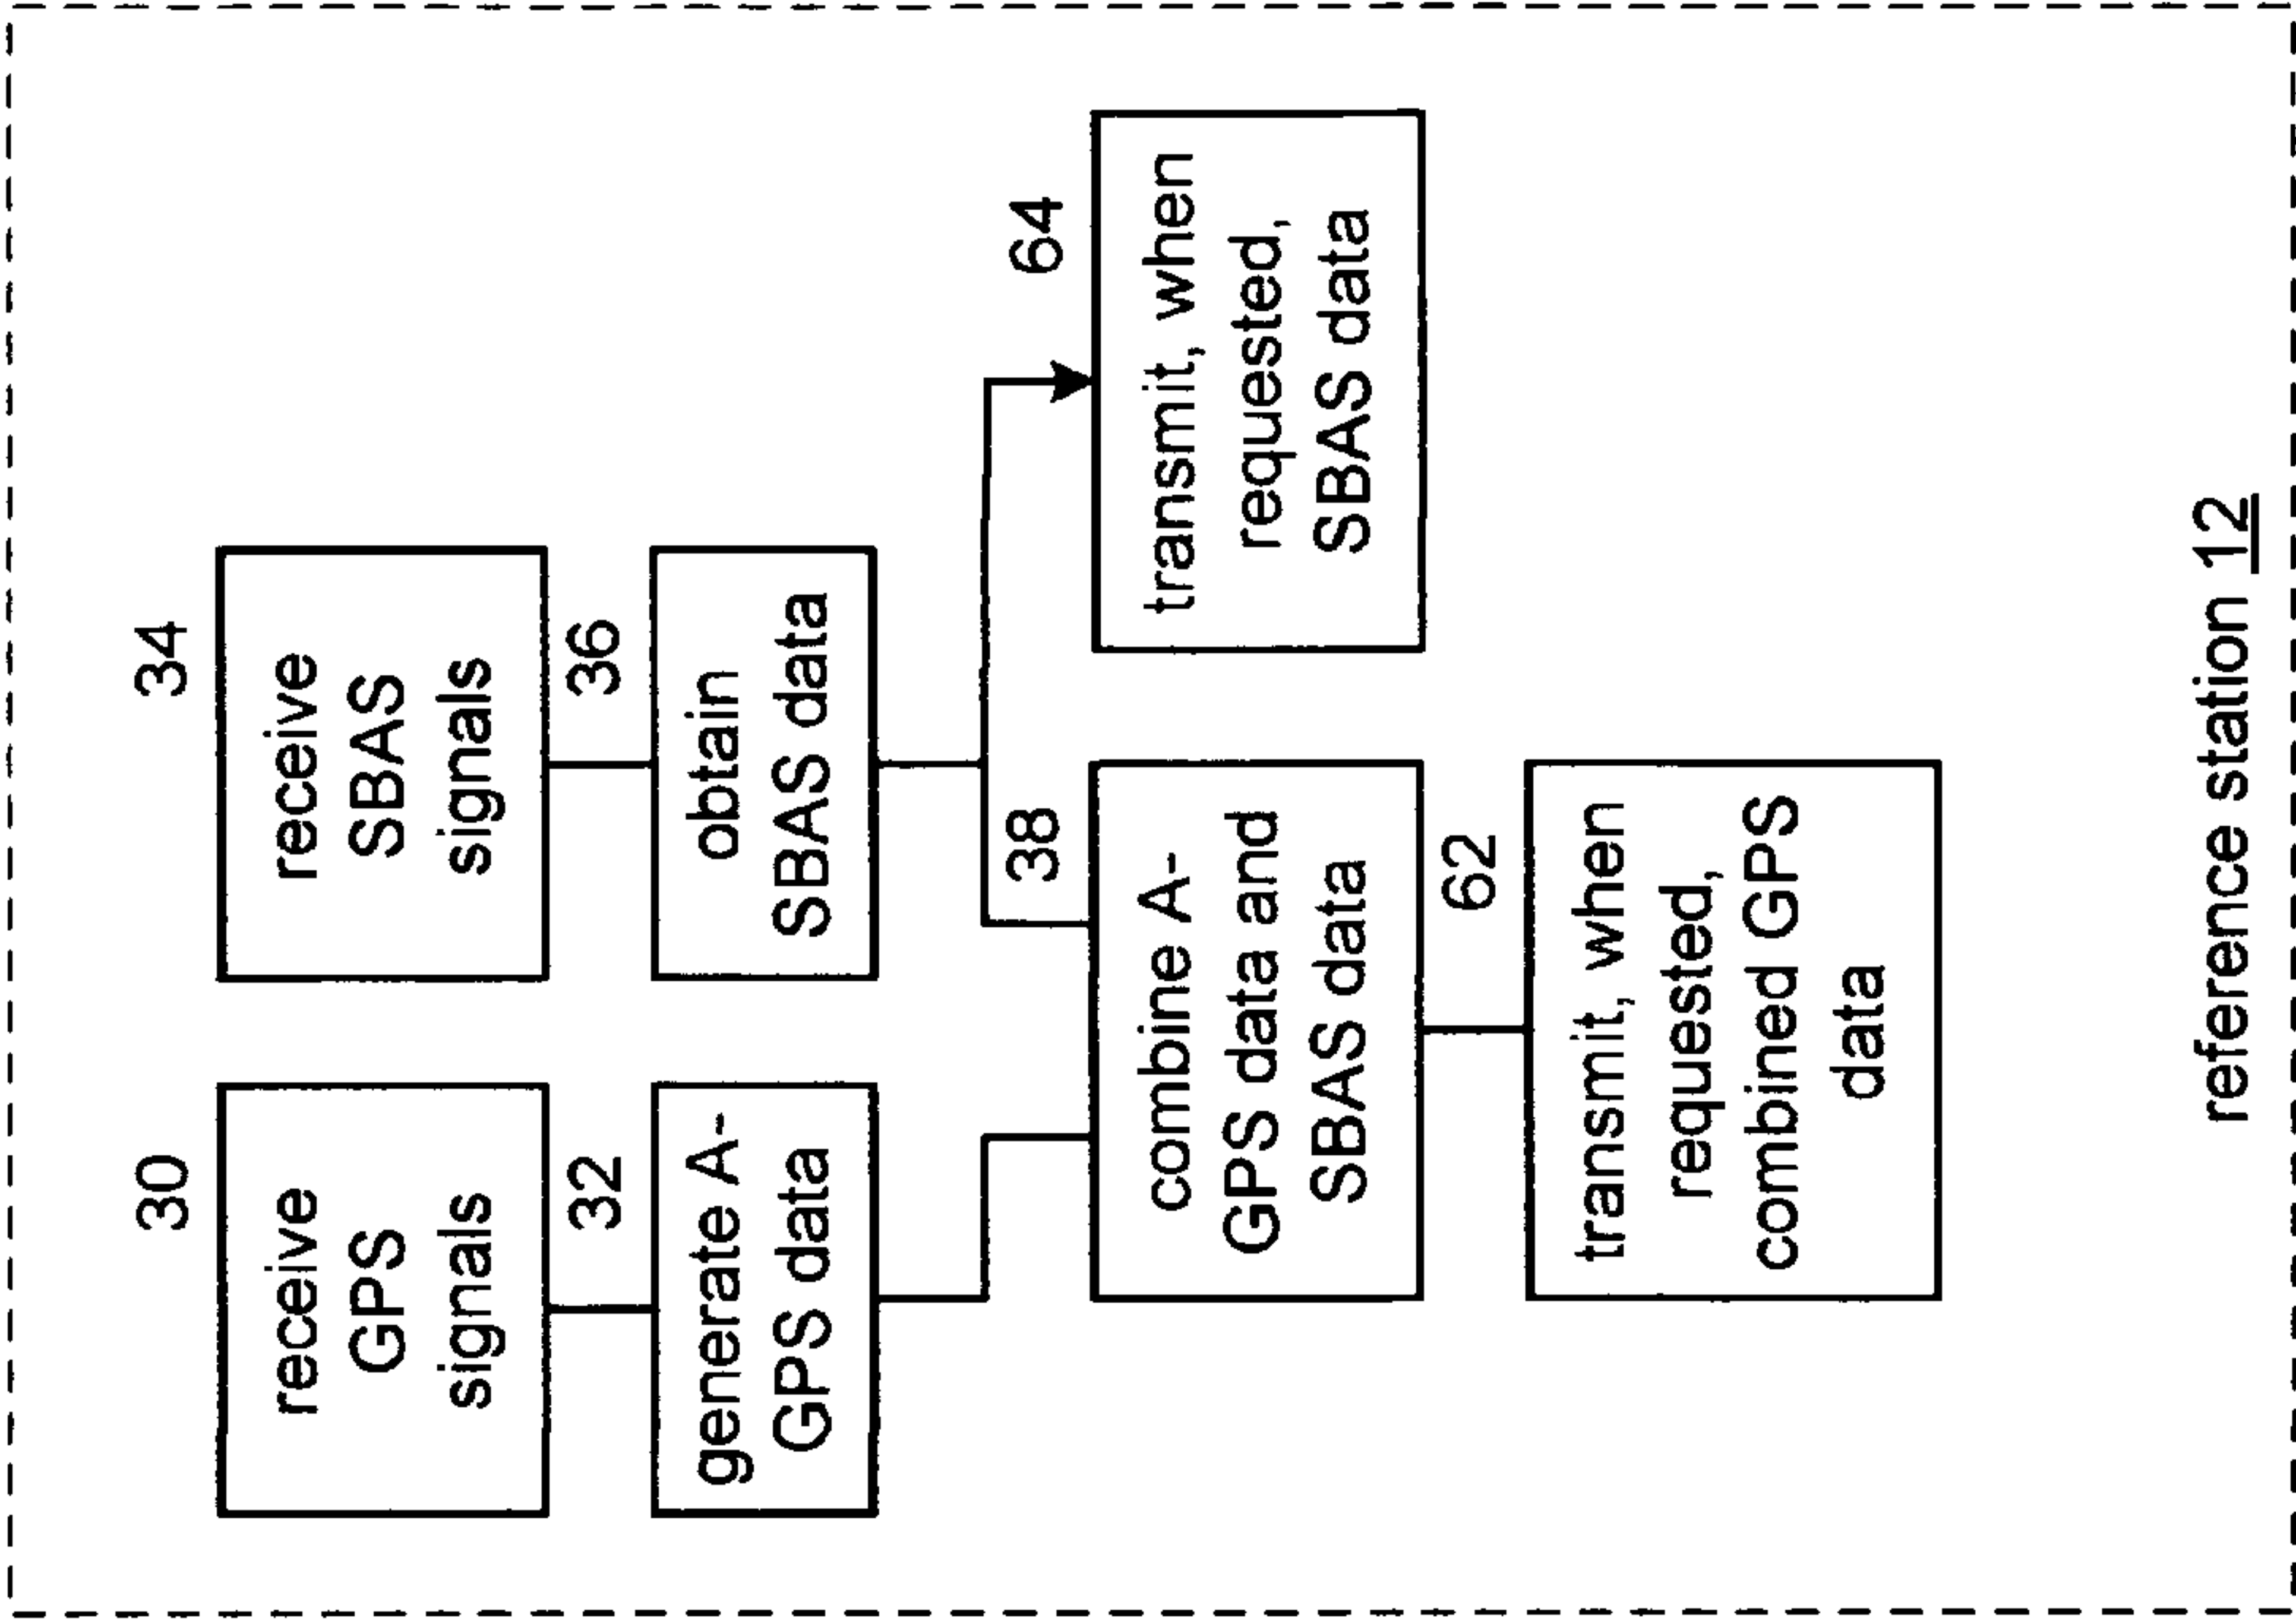 30
receive
GPS
signals
34
receive
SBAS
signals
32
generate A-
GPS data
36
obtain
SBAS data
38
combine A-
GPS data and
SBAS data
64
transmit, when
requested,
SBAS data
62
transmit, when
requested,
combined GPS
data
reference station 12